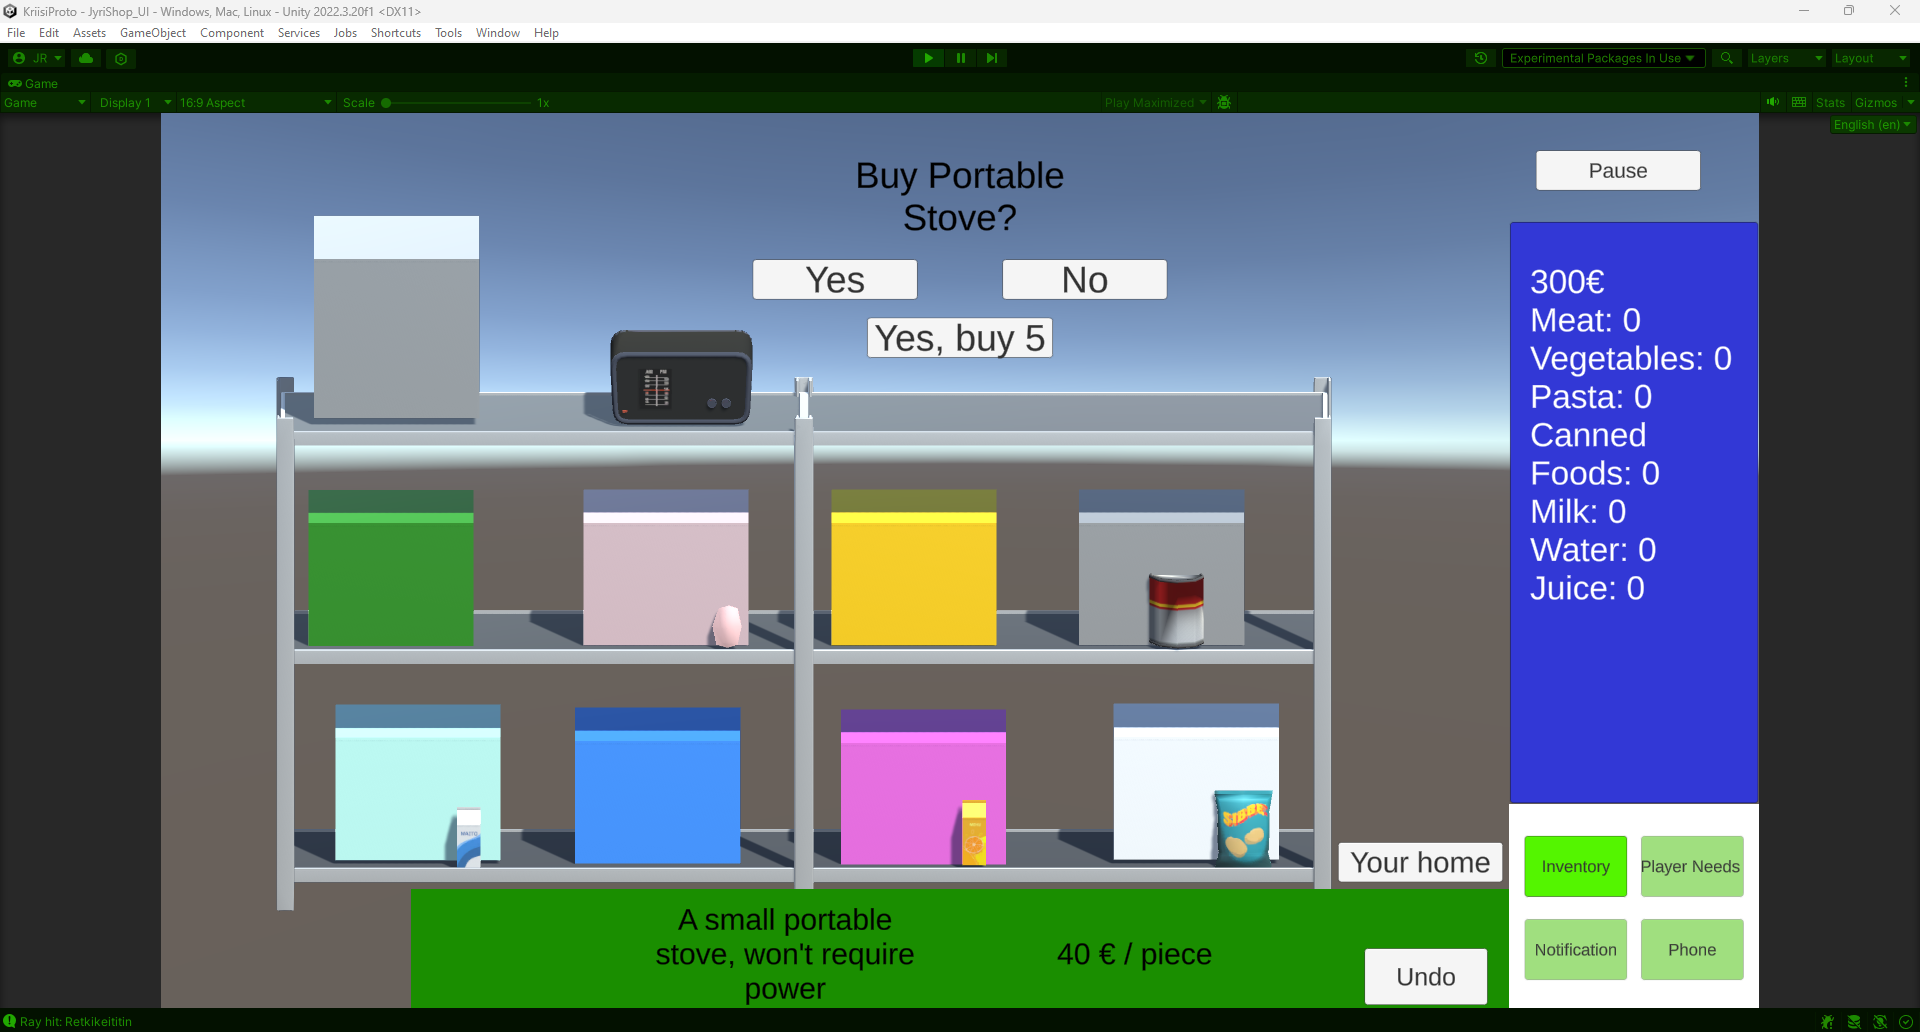 KriisiProto - JyriShop_UI - Windows, Mac, Linux - Unity 2022.3.20f1 <DX11>
File Edit Assets GameObject Component Services Jobs Shortcuts Tools Window Help
JR
Experimental Packages In Use
Layers
Layout
Game
Game
Display 1
16:9 Aspect
Scale
1x
Play Maximized
Stats
Gizmos
English (en)
Buy Portable
Stove?
Yes
No
Yes, buy 5
Pause
300€
Meat: 0
Vegetables: 0
Pasta: 0
Canned
Foods: 0
Milk: 0
Water: 0
Juice: 0
Your home
Inventory
Player Needs
Notification
Phone
A small portable
stove, won't require
power
40 € / piece
Undo
Ray hit: Retkikeititin